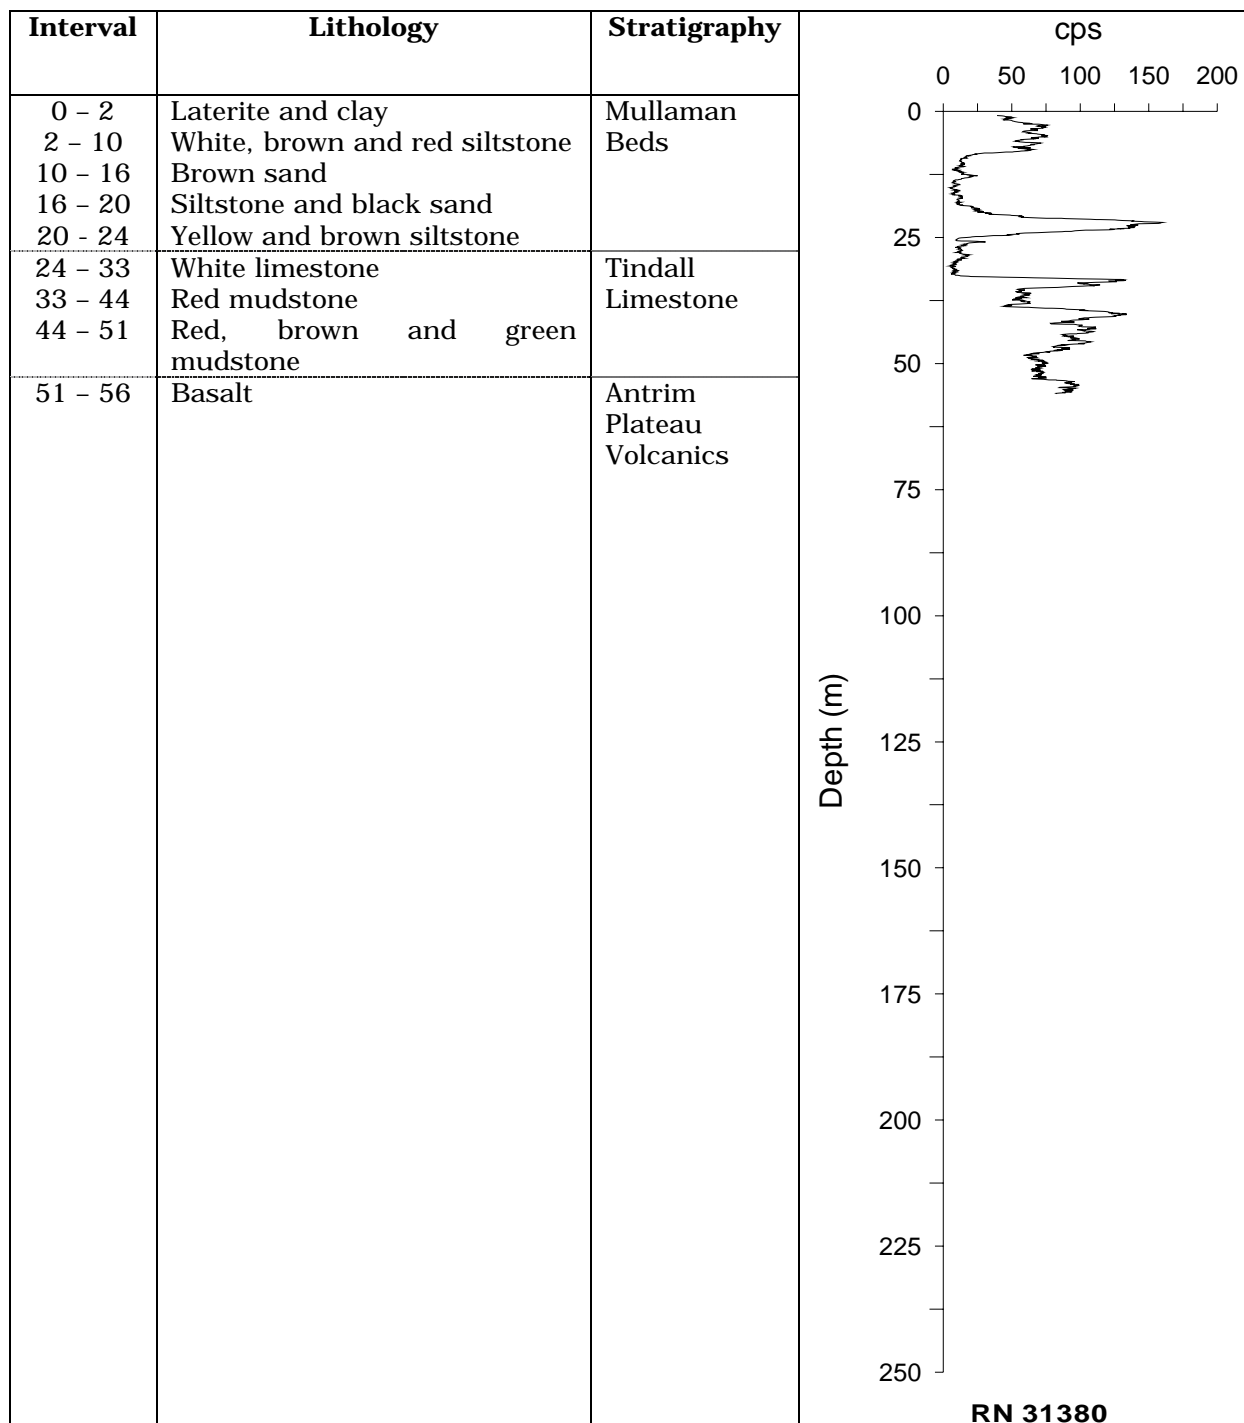 Interval Lithology Stratigraphy
0 – 2 Laterite and clay Mullaman
2 – 10 White, brown and red siltstone Beds
10 – 16 Brown sand
16 – 20 Siltstone and black sand
20 - 24 Yellow and brown siltstone
24 – 33 White limestone Tindall
33 – 44 Red mudstone Limestone
44 – 51 Red, brown and green
mudstone
51 – 56 Basalt Antrim
Plateau
Volcanics
cps
0 50 100 150 200
0
25
50
75
100
125
150
175
200
225
250
Depth (m)
RN 31380